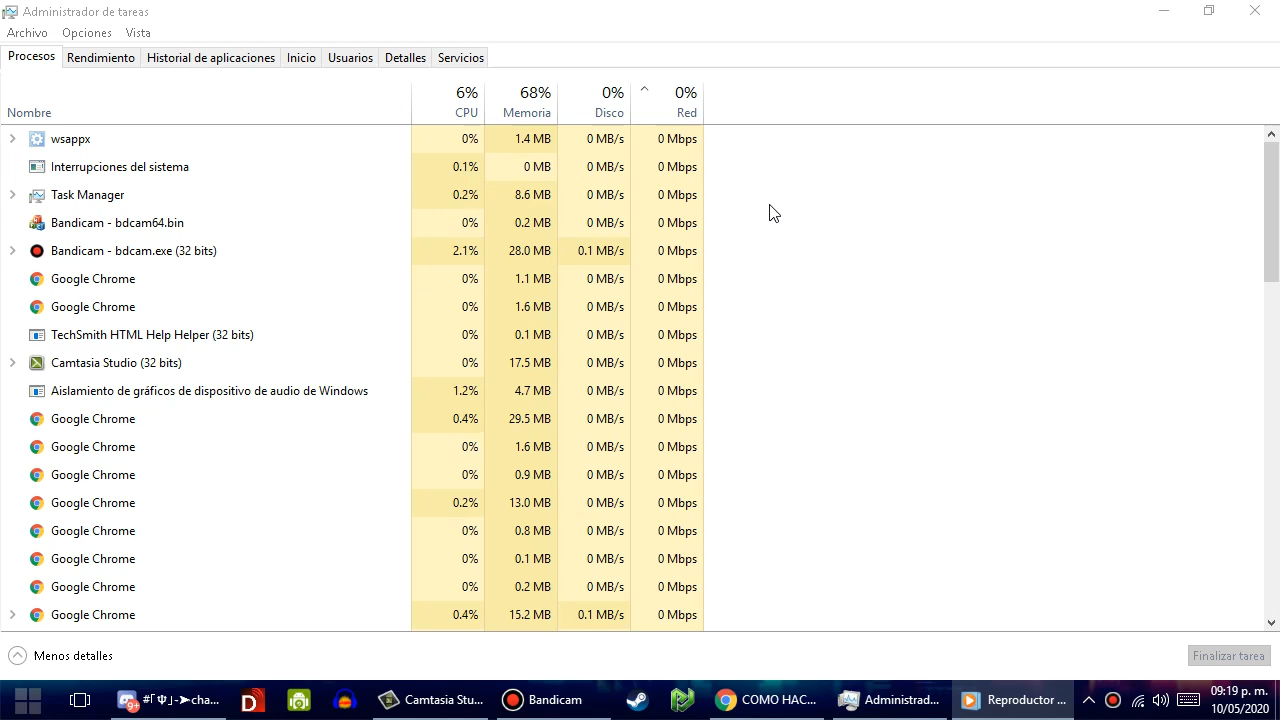 Administrador de tareas
Archivo Opciones Vista
Procesos Rendimiento Historial de aplicaciones Inicio Usuarios Detalles Servicios
6% 68% 0% 0%
Nombre CPU Memoria Disco Red
wsappx 0% 1.4 MB 0 MB/s 0 Mbps
Interrupciones del sistema 0.1% 0 MB 0 MB/s 0 Mbps
Task Manager 0.2% 8.6 MB 0 MB/s 0 Mbps
Bandicam - bdcam64.bin 0% 0.2 MB 0 MB/s 0 Mbps
Bandicam - bdcam.exe (32 bits) 2.1% 28.0 MB 0.1 MB/s 0 Mbps
Google Chrome 0% 1.1 MB 0 MB/s 0 Mbps
Google Chrome 0% 1.6 MB 0 MB/s 0 Mbps
TechSmith HTML Help Helper (32 bits) 0% 0.1 MB 0 MB/s 0 Mbps
Camtasia Studio (32 bits) 0% 17.5 MB 0 MB/s 0 Mbps
Aislamiento de gráficos de dispositivo de audio de Windows 1.2% 4.7 MB 0 MB/s 0 Mbps
Google Chrome 0.4% 29.5 MB 0 MB/s 0 Mbps
Google Chrome 0% 1.6 MB 0 MB/s 0 Mbps
Google Chrome 0% 0.9 MB 0 MB/s 0 Mbps
Google Chrome 0.2% 13.0 MB 0 MB/s 0 Mbps
Google Chrome 0% 0.8 MB 0 MB/s 0 Mbps
Google Chrome 0% 0.1 MB 0 MB/s 0 Mbps
Google Chrome 0% 0.2 MB 0 MB/s 0 Mbps
Google Chrome 0.4% 15.2 MB 0.1 MB/s 0 Mbps
Menos detalles Finalizar tarea
#「Ψ」-➤cha... Camtasia Stu... Bandicam COMO HAC... Administrad... Reproductor ... 09:19 p. m.
10/05/2020